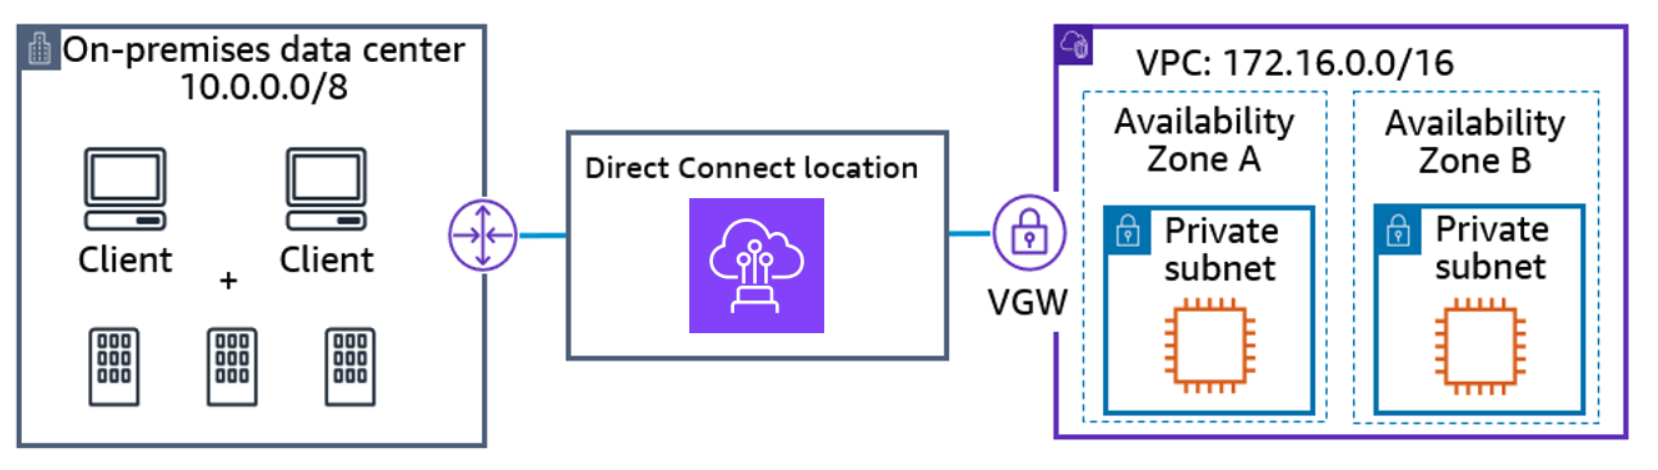 On-premises data center
10.0.0.0/8
Client
Client
+
Direct Connect location
VGW
VPC: 172.16.0.0/16
Availability
Zone A
Private
subnet
Availability
Zone B
Private
subnet